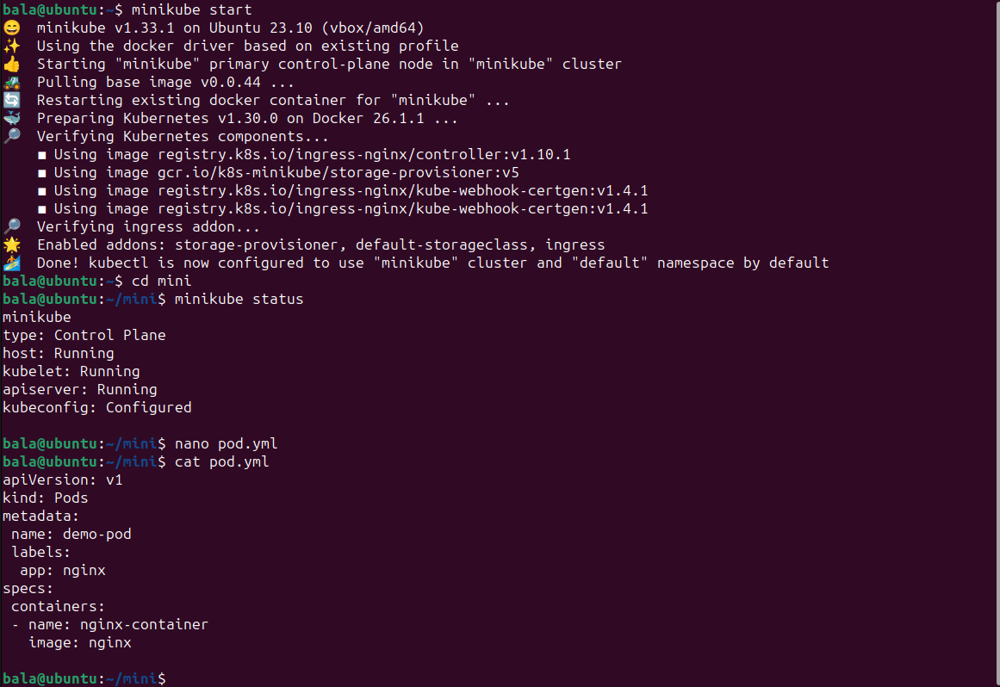 bala@ubuntu:~$ minikube start
😄  minikube v1.33.1 on Ubuntu 23.10 (vbox/amd64)
✨  Using the docker driver based on existing profile
👍  Starting "minikube" primary control-plane node in "minikube" cluster
🚜  Pulling base image v0.0.44 ...
🔄  Restarting existing docker container for "minikube" ...
🐳  Preparing Kubernetes v1.30.0 on Docker 26.1.1 ...
🔎  Verifying Kubernetes components...
    ▪ Using image registry.k8s.io/ingress-nginx/controller:v1.10.1
    ▪ Using image gcr.io/k8s-minikube/storage-provisioner:v5
    ▪ Using image registry.k8s.io/ingress-nginx/kube-webhook-certgen:v1.4.1
    ▪ Using image registry.k8s.io/ingress-nginx/kube-webhook-certgen:v1.4.1
🔎  Verifying ingress addon...
🌟  Enabled addons: storage-provisioner, default-storageclass, ingress
🏄  Done! kubectl is now configured to use "minikube" cluster and "default" namespace by default
bala@ubuntu:~$ cd mini
bala@ubuntu:~/mini$ minikube status
minikube
type: Control Plane
host: Running
kubelet: Running
apiserver: Running
kubeconfig: Configured

bala@ubuntu:~/mini$ nano pod.yml
bala@ubuntu:~/mini$ cat pod.yml
apiVersion: v1
kind: Pods
metadata:
 name: demo-pod
 labels:
  app: nginx
specs:
 containers:
 - name: nginx-container
   image: nginx

bala@ubuntu:~/mini$